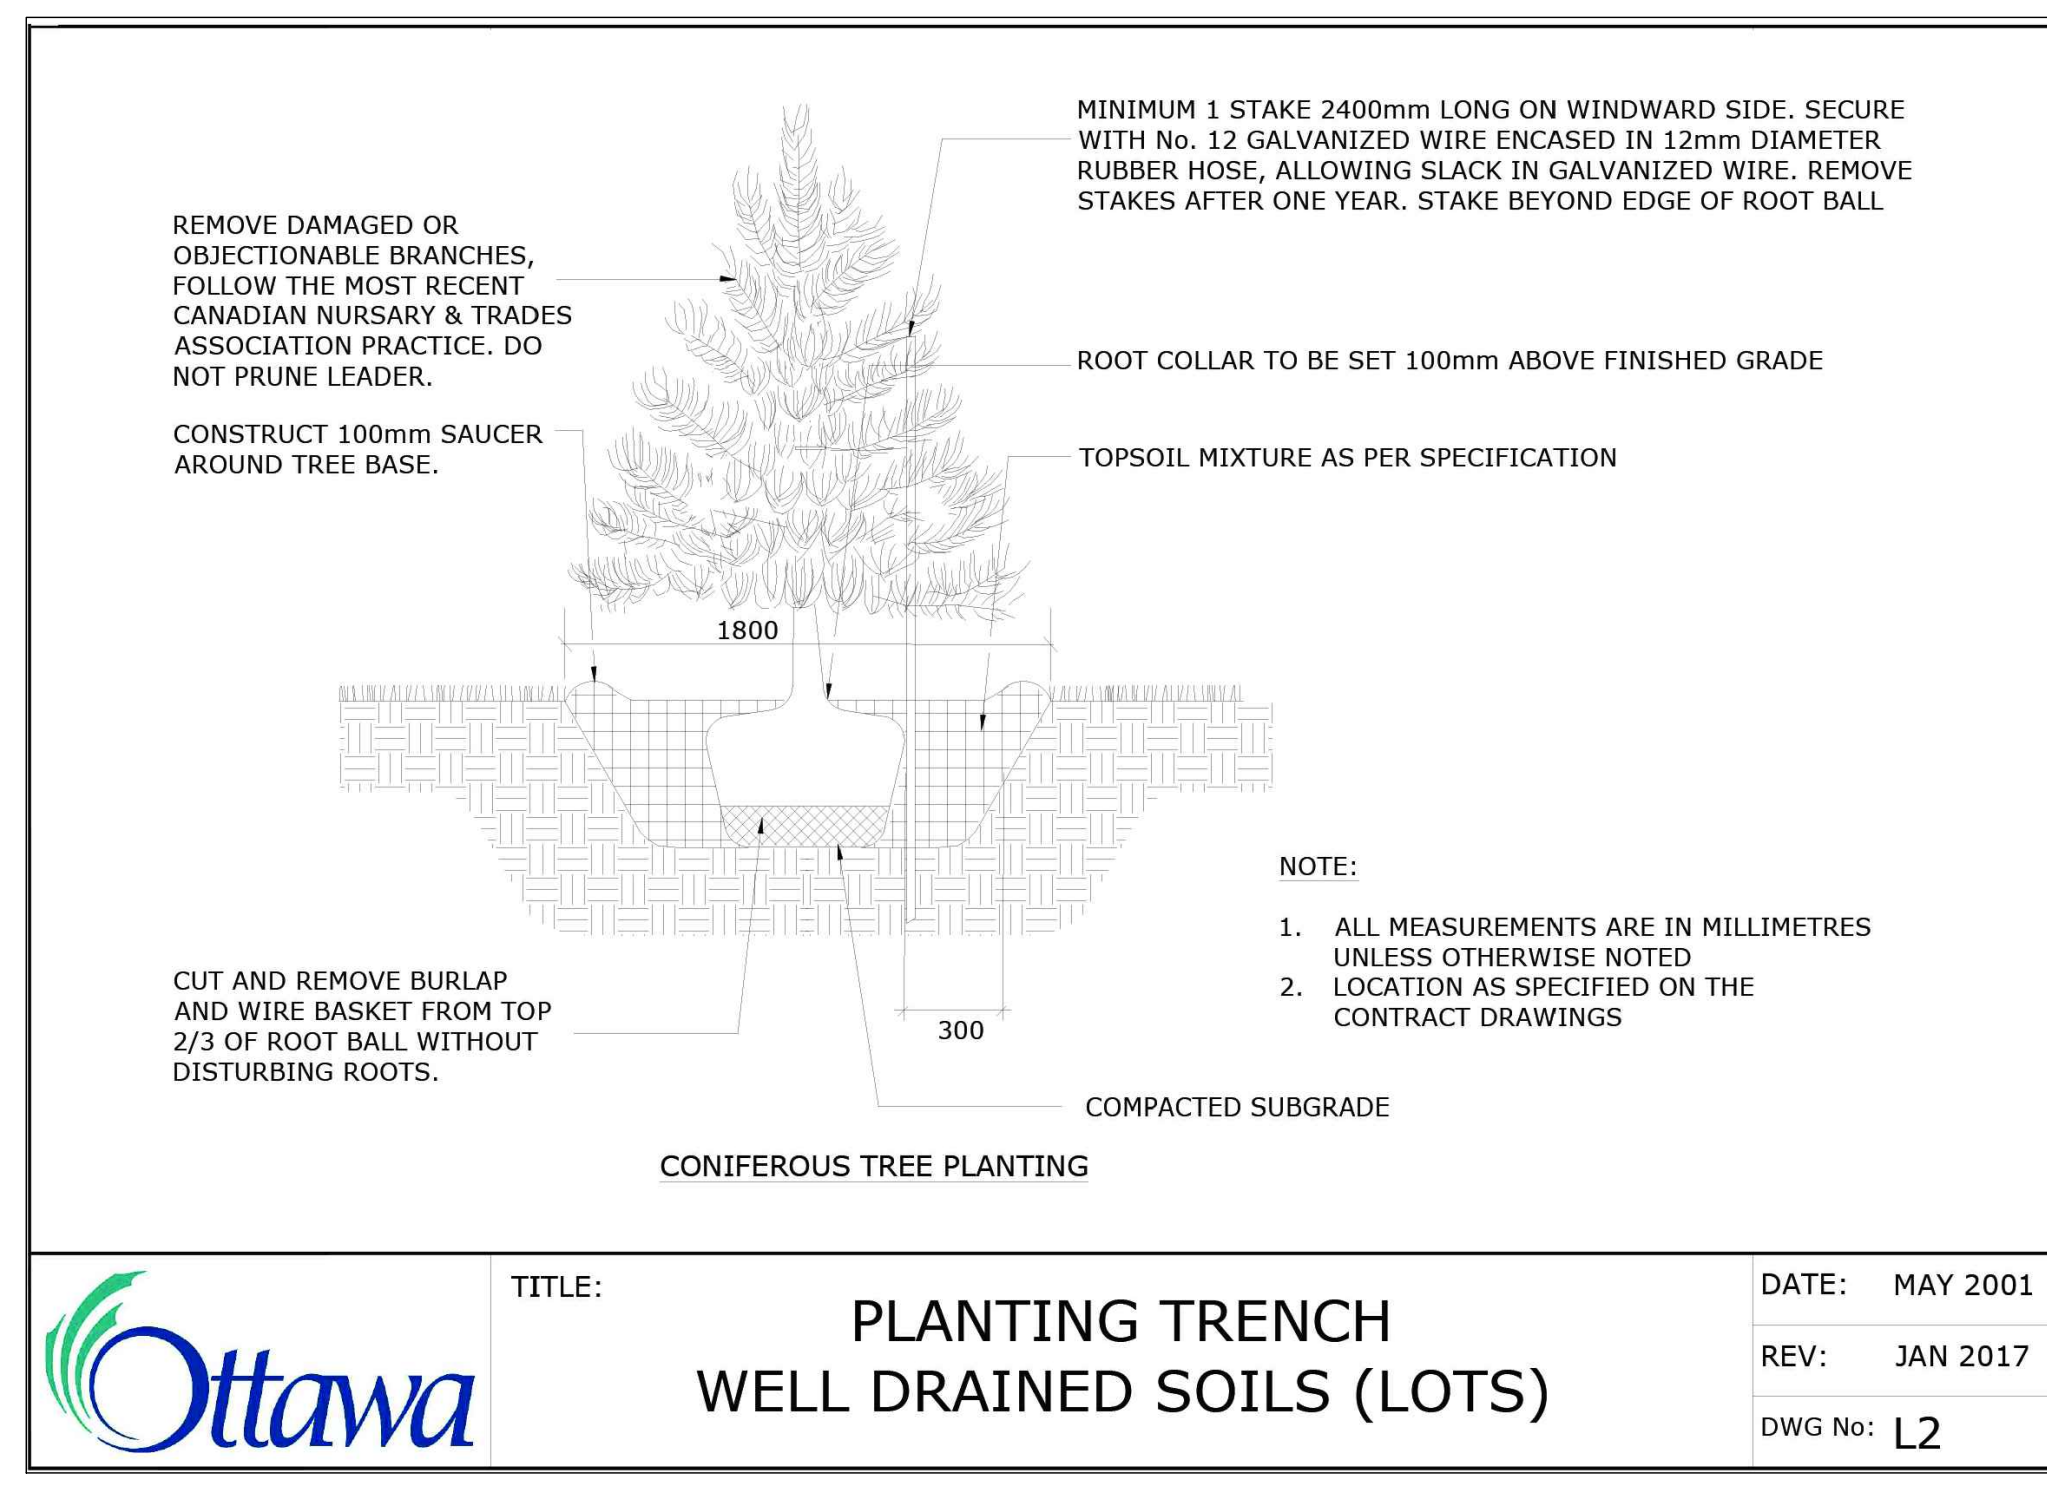 MINIMUM 1 STAKE 2400mm LONG ON WINDWARD SIDE. SECURE
WITH No. 12 GALVANIZED WIRE ENCASED IN 12mm DIAMETER
RUBBER HOSE, ALLOWING SLACK IN GALVANIZED WIRE. REMOVE
STAKES AFTER ONE YEAR. STAKE BEYOND EDGE OF ROOT BALL
REMOVE DAMAGED OR
OBJECTIONABLE BRANCHES,
FOLLOW THE MOST RECENT
CANADIAN NURSARY & TRADES
ASSOCIATION PRACTICE. DO
NOT PRUNE LEADER.
ROOT COLLAR TO BE SET 100mm ABOVE FINISHED GRADE
CONSTRUCT 100mm SAUCER
AROUND TREE BASE.
TOPSOIL MIXTURE AS PER SPECIFICATION
1800
NOTE:
1. ALL MEASUREMENTS ARE IN MILLIMETRES
UNLESS OTHERWISE NOTED
2. LOCATION AS SPECIFIED ON THE
CONTRACT DRAWINGS
CUT AND REMOVE BURLAP
AND WIRE BASKET FROM TOP
2/3 OF ROOT BALL WITHOUT
DISTURBING ROOTS.
300
COMPACTED SUBGRADE
CONIFEROUS TREE PLANTING
Ottawa
TITLE:
PLANTING TRENCH
WELL DRAINED SOILS (LOTS)
DATE: MAY 2001
REV: JAN 2017
DWG No: L2